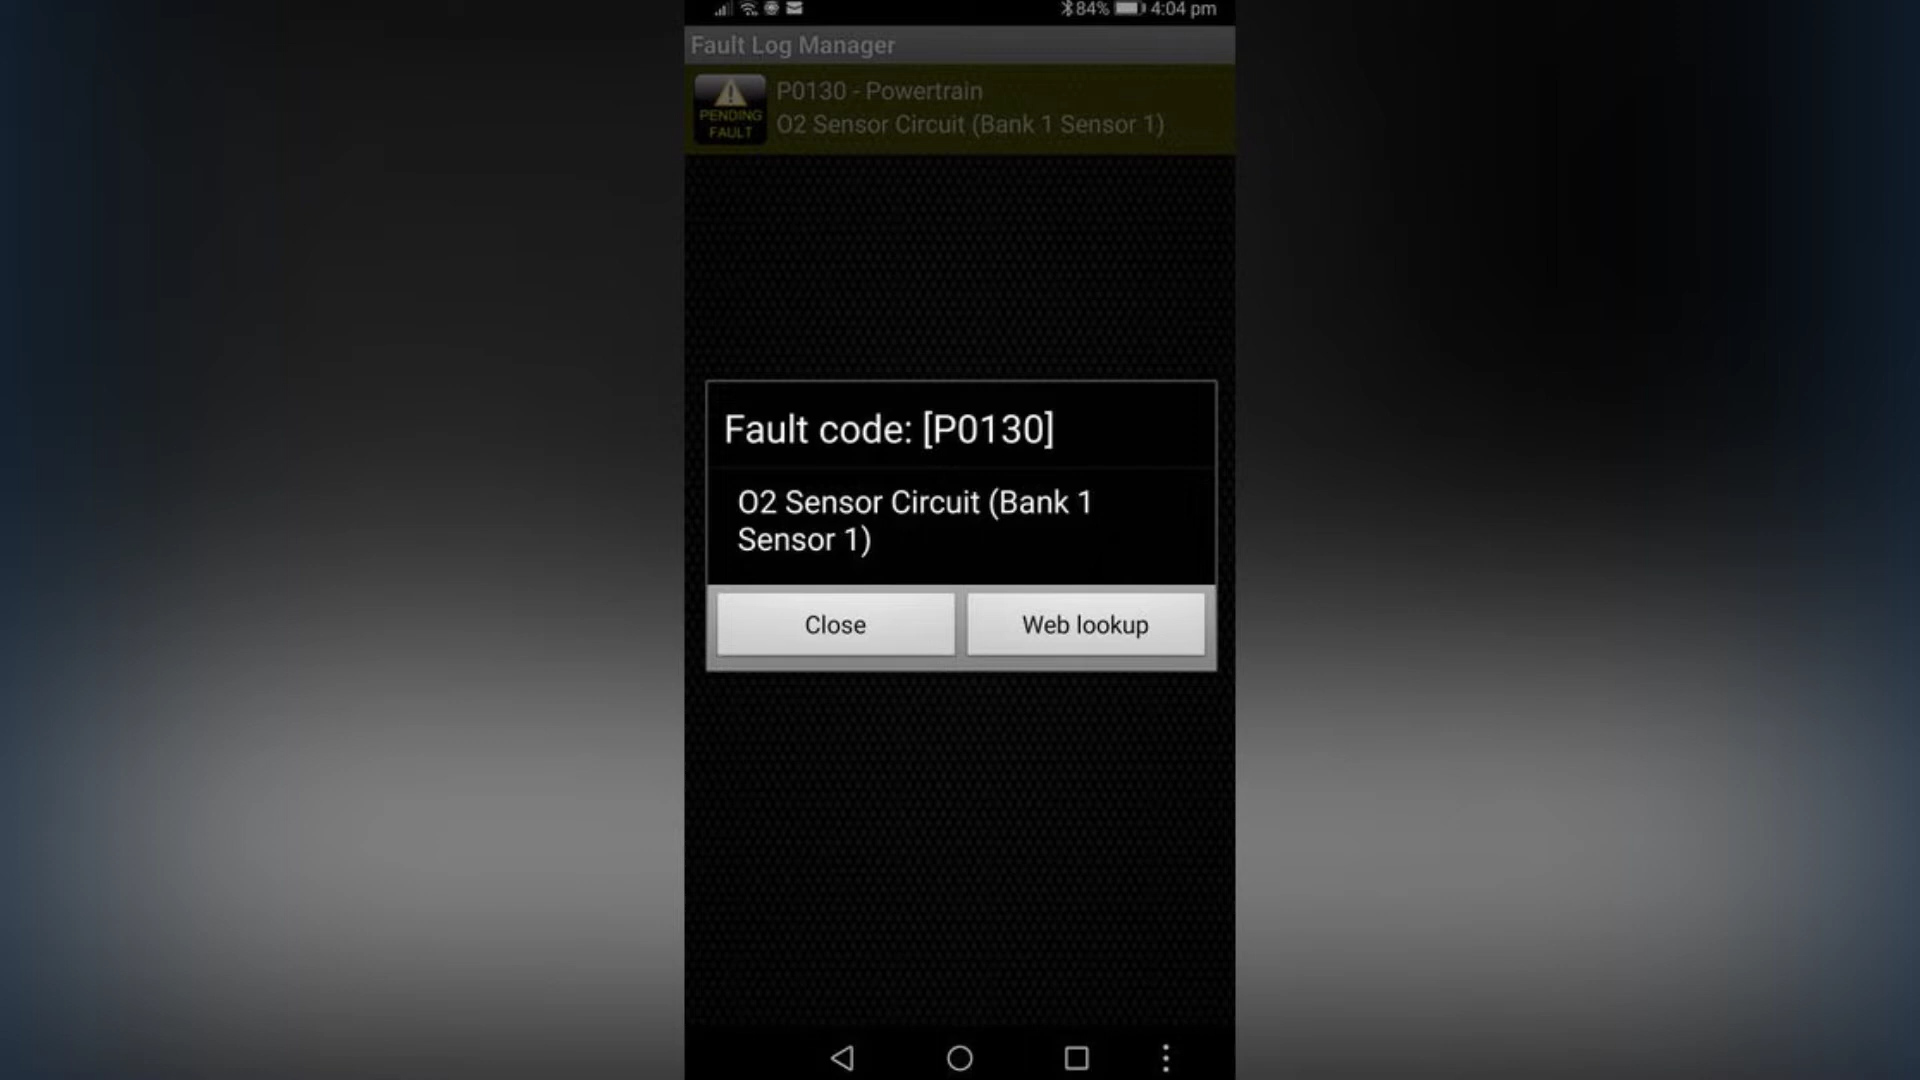 84% 4:04 pm
Fault Log Manager
P0130 - Powertrain
PENDING
FAULT
O2 Sensor Circuit (Bank 1 Sensor 1)
Fault code: [P0130]
O2 Sensor Circuit (Bank 1
Sensor 1)
Close
Web lookup